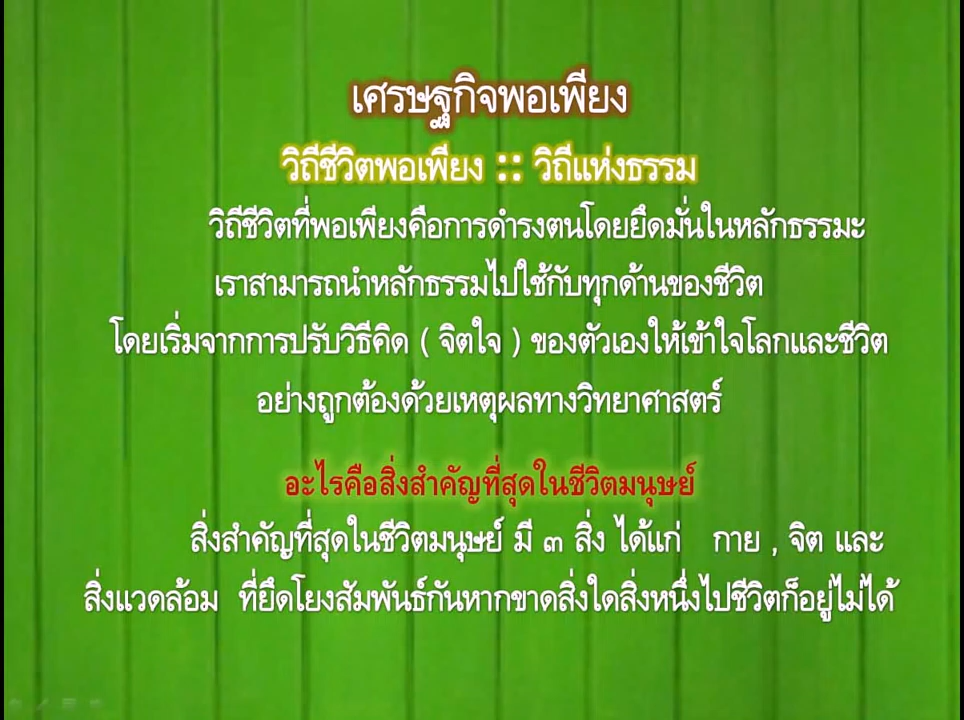 เศรษฐกิจพอเพียง
วิถีชีวิตพอเพียง :: วิถีแห่งธรรม
วิถีชีวิตที่พอเพียงคือการดำรงตนโดยยึดมั่นในหลักธรรมะ
เราสามารถนำหลักธรรมไปใช้กับทุกด้านของชีวิต
โดยเริ่มจากการปรับวิธีคิด ( จิตใจ ) ของตัวเองให้เข้าใจโลกและชีวิต
อย่างถูกต้องด้วยเหตุผลทางวิทยาศาสตร์
อะไรคือสิ่งสำคัญที่สุดในชีวิตมนุษย์
สิ่งสำคัญที่สุดในชีวิตมนุษย์ มี ๓ สิ่ง ได้แก่ กาย , จิต และ
สิ่งแวดล้อม ที่ยึดโยงสัมพันธ์กันหากขาดสิ่งใดสิ่งหนึ่งไปชีวิตก็อยู่ไม่ได้